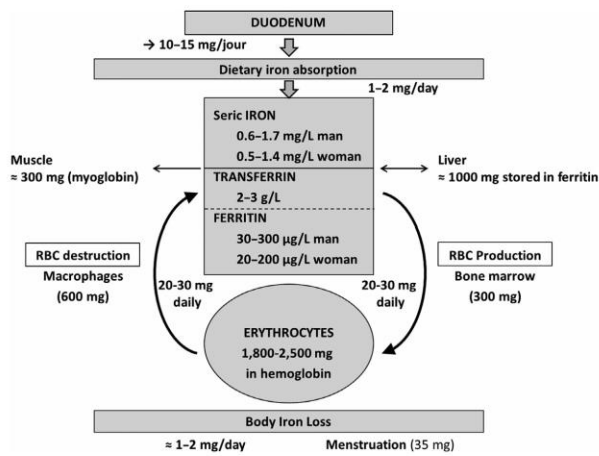 DUODENUM
→ 10–15 mg/jour
Dietary iron absorption
1–2 mg/day
Seric IRON
0.6–1.7 mg/L man
0.5–1.4 mg/L woman
Muscle
≈ 300 mg (myoglobin)
Liver
≈ 1000 mg stored in ferritin
TRANSFERRIN
2–3 g/L
FERRITIN
30–300 µg/L man
20–200 µg/L woman
RBC destruction
Macrophages
(600 mg)
20-30 mg
daily
20-30 mg
daily
RBC Production
Bone marrow
(300 mg)
ERYTHROCYTES
1,800-2,500 mg
in hemoglobin
Body Iron Loss
≈ 1–2 mg/day
Menstruation (35 mg)